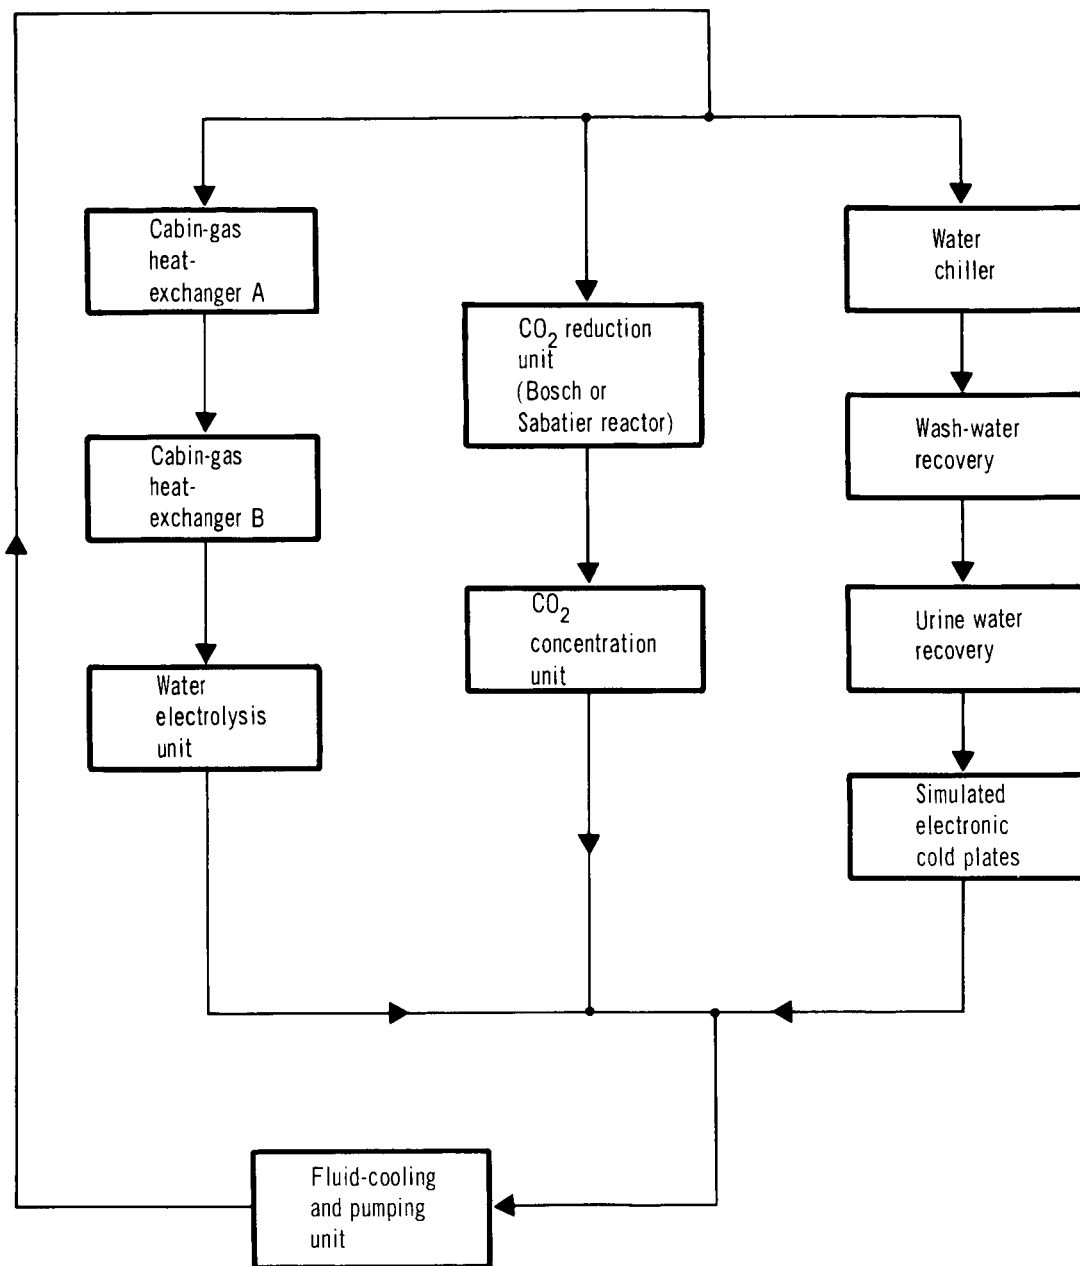 Cabin-gas
heat-
exchanger A
Cabin-gas
heat-
exchanger B
Water
electrolysis
unit
CO2 reduction
unit
(Bosch or
Sabatier reactor)
CO2
concentration
unit
Water
chiller
Wash-water
recovery
Urine water
recovery
Simulated
electronic
cold plates
Fluid-cooling
and pumping
unit